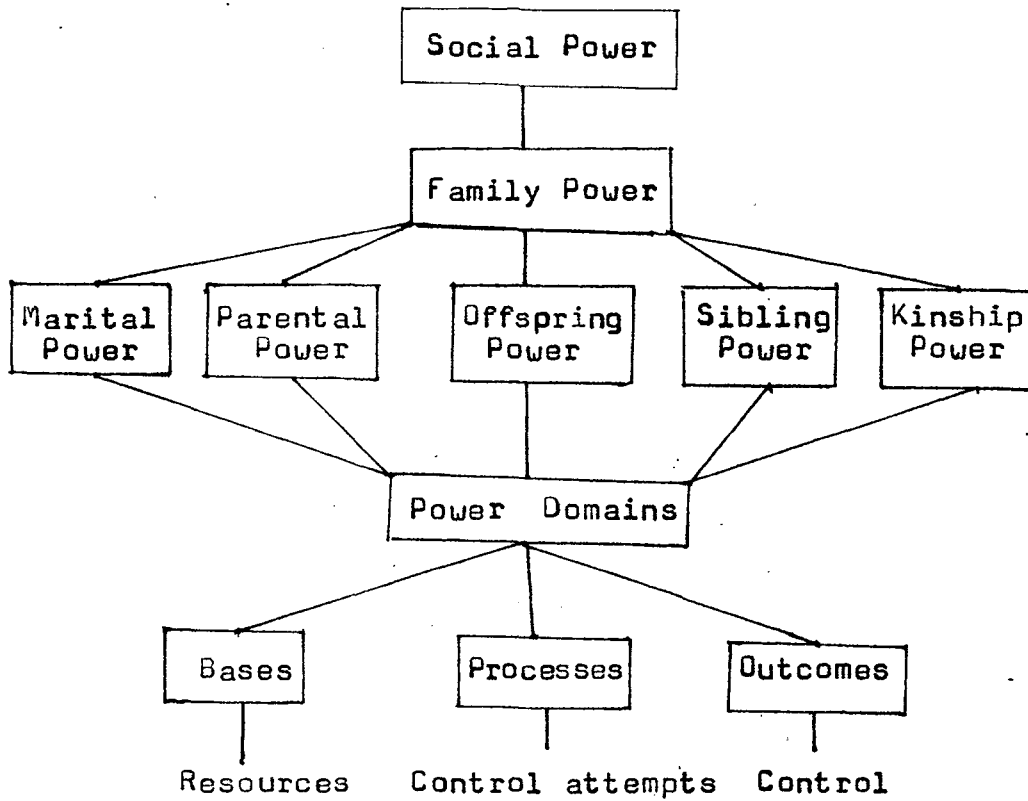 Social Power
Family Power
Marital
Power
Parental
Power
Offspring
Power
Sibling
Power
Kinship
Power
Power Domains
Bases
Processes
Outcomes
Resources
Control attempts
Control